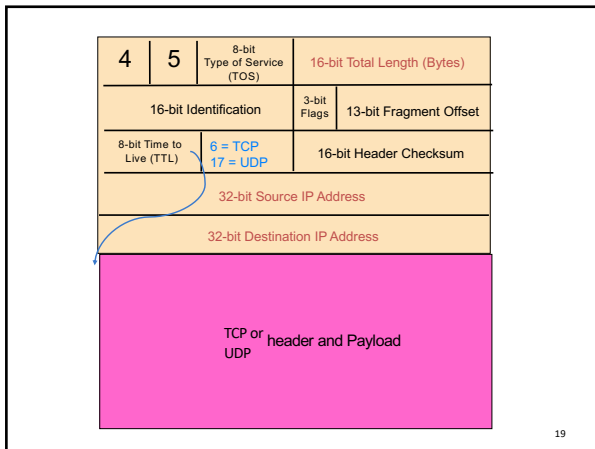 4
5
8-bit
Type of Service
(TOS)
16-bit Total Length (Bytes)
16-bit Identification
3-bit
Flags
13-bit Fragment Offset
8-bit Time to
Live (TTL)
6 = TCP
17 = UDP
16-bit Header Checksum
32-bit Source IP Address
32-bit Destination IP Address
TCP or
UDP
header and Payload
19